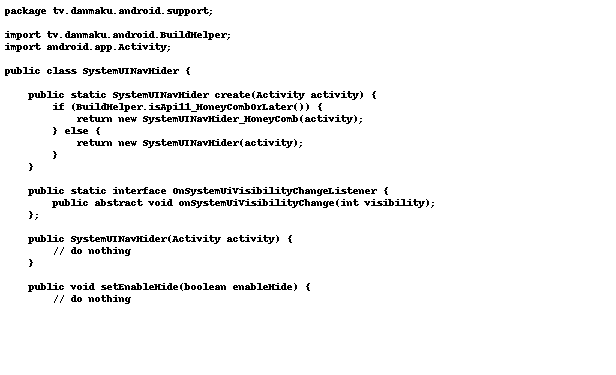 package tv.danmaku.android.support;

import tv.danmaku.android.BuildHelper;
import android.app.Activity;

public class SystemUINavHider {

    public static SystemUINavHider create(Activity activity) {
        if (BuildHelper.isApi11_HoneyCombOrLater()) {
            return new SystemUINavHider_HoneyComb(activity);
        } else {
            return new SystemUINavHider(activity);
        }
    }

    public static interface OnSystemUiVisibilityChangeListener {
        public abstract void onSystemUiVisibilityChange(int visibility);
    };

    public SystemUINavHider(Activity activity) {
        // do nothing
    }

    public void setEnableHide(boolean enableHide) {
        // do nothing